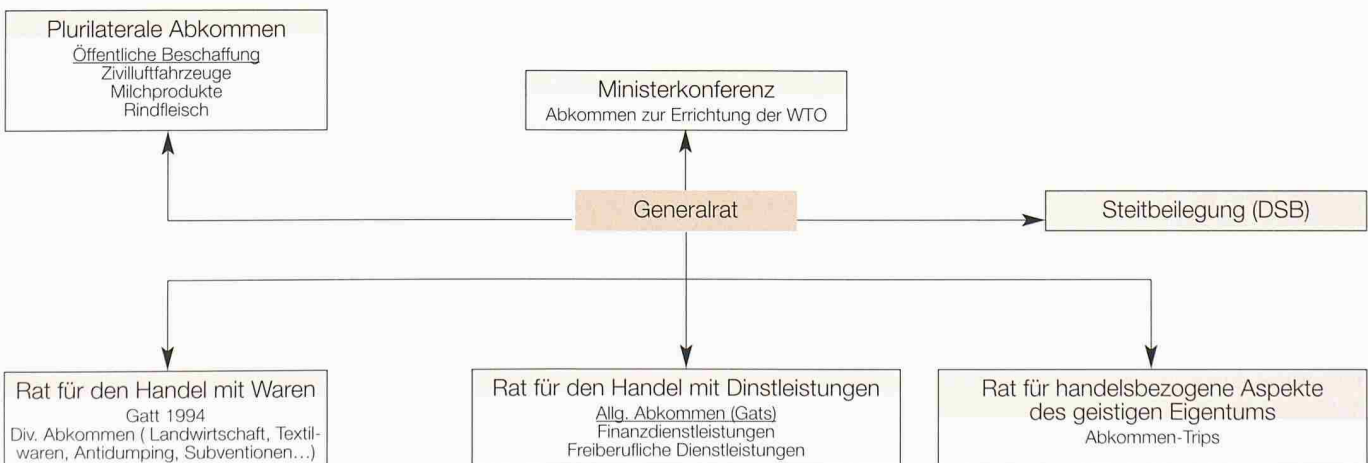 Plurilaterale Abkommen
Öffentliche Beschaffung
Zivilluftfahrzeuge
Milchprodukte
Rindfleisch
Ministerkonferenz
Abkommen zur Errichtung der WTO
Generalrat
Steitbeilegung (DSB)
Rat für den Handel mit Waren
Gatt 1994
Div. Abkommen ( Landwirtschaft, Textil-
waren, Antidumping, Subventionen...)
Rat für den Handel mit Dinstleistungen
Allg. Abkommen (Gats)
Finanzdienstleistungen
Freiberufliche Dienstleistungen
Rat für handelsbezogene Aspekte
des geistigen Eigentums
Abkommen-Trips